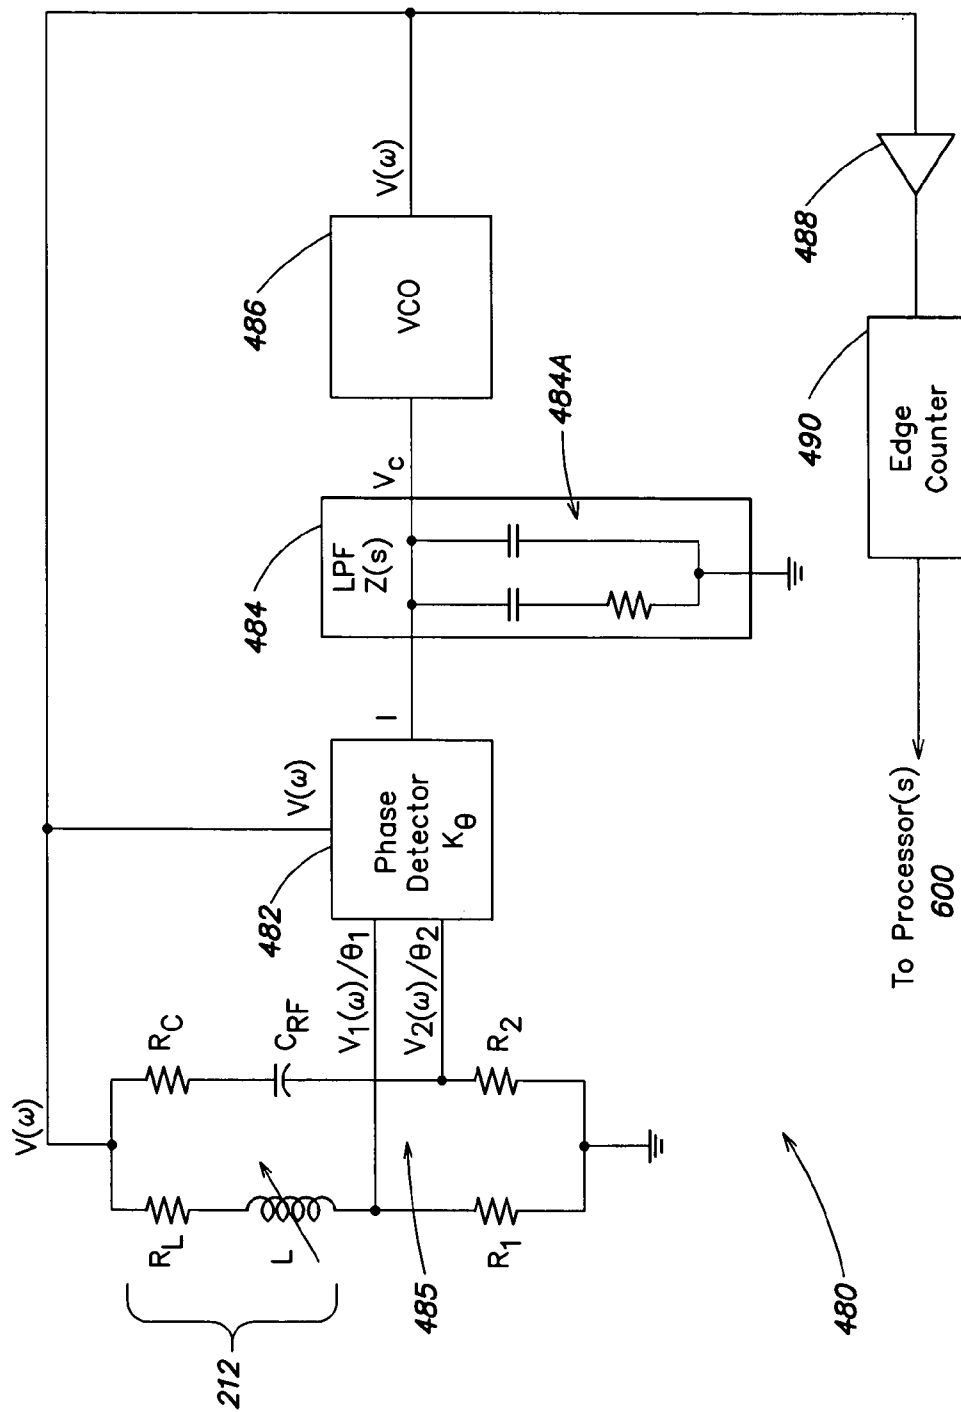 V(ω)
212
R_L
L
R_C
C_RF
R_1
R_2
485
V_1(ω)/θ_1
V_2(ω)/θ_2
482
V(ω)
Phase
Detector
K_θ
I
484
LPF
Z(s)
484A
V_C
486
VCO
V(ω)
488
490
Edge
Counter
To Processor(s)
600
480